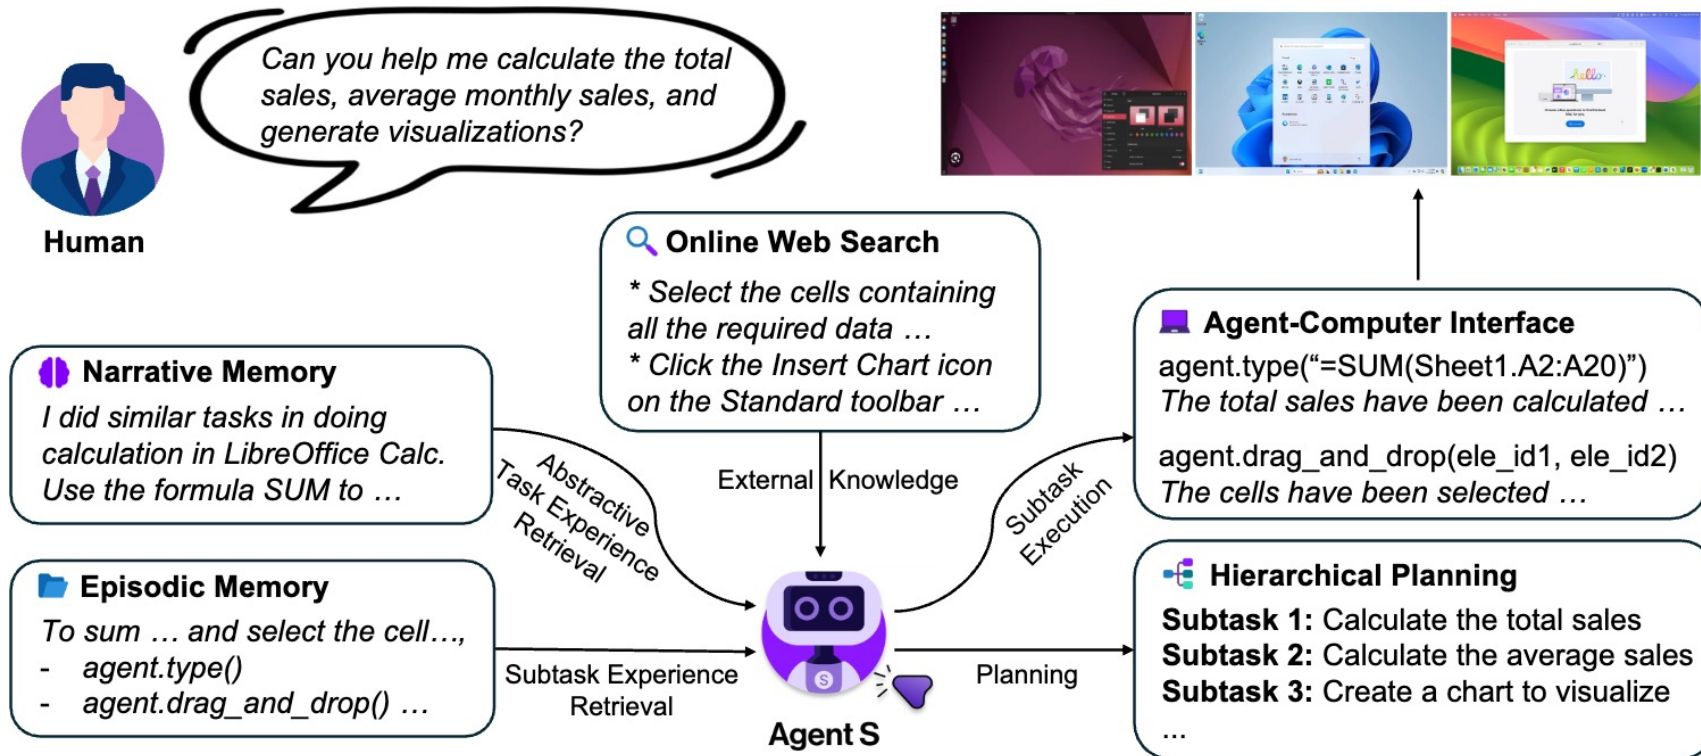 Can you help me calculate the total
sales, average monthly sales, and
generate visualizations?
Human
hello
Online Web Search
* Select the cells containing
all the required data …
* Click the Insert Chart icon
on the Standard toolbar …
Narrative Memory
I did similar tasks in doing
calculation in LibreOffice Calc.
Use the formula SUM to …
Episodic Memory
To sum … and select the cell…,
- agent.type()
- agent.drag_and_drop() …
Abstractive
Task Experience
Retrieval
External Knowledge
Subtask Experience
Retrieval
S
Agent S
Subtask
Execution
Planning
Agent-Computer Interface
agent.type(“=SUM(Sheet1.A2:A20)”)
The total sales have been calculated …
agent.drag_and_drop(ele_id1, ele_id2)
The cells have been selected …
Hierarchical Planning
Subtask 1: Calculate the total sales
Subtask 2: Calculate the average sales
Subtask 3: Create a chart to visualize
...